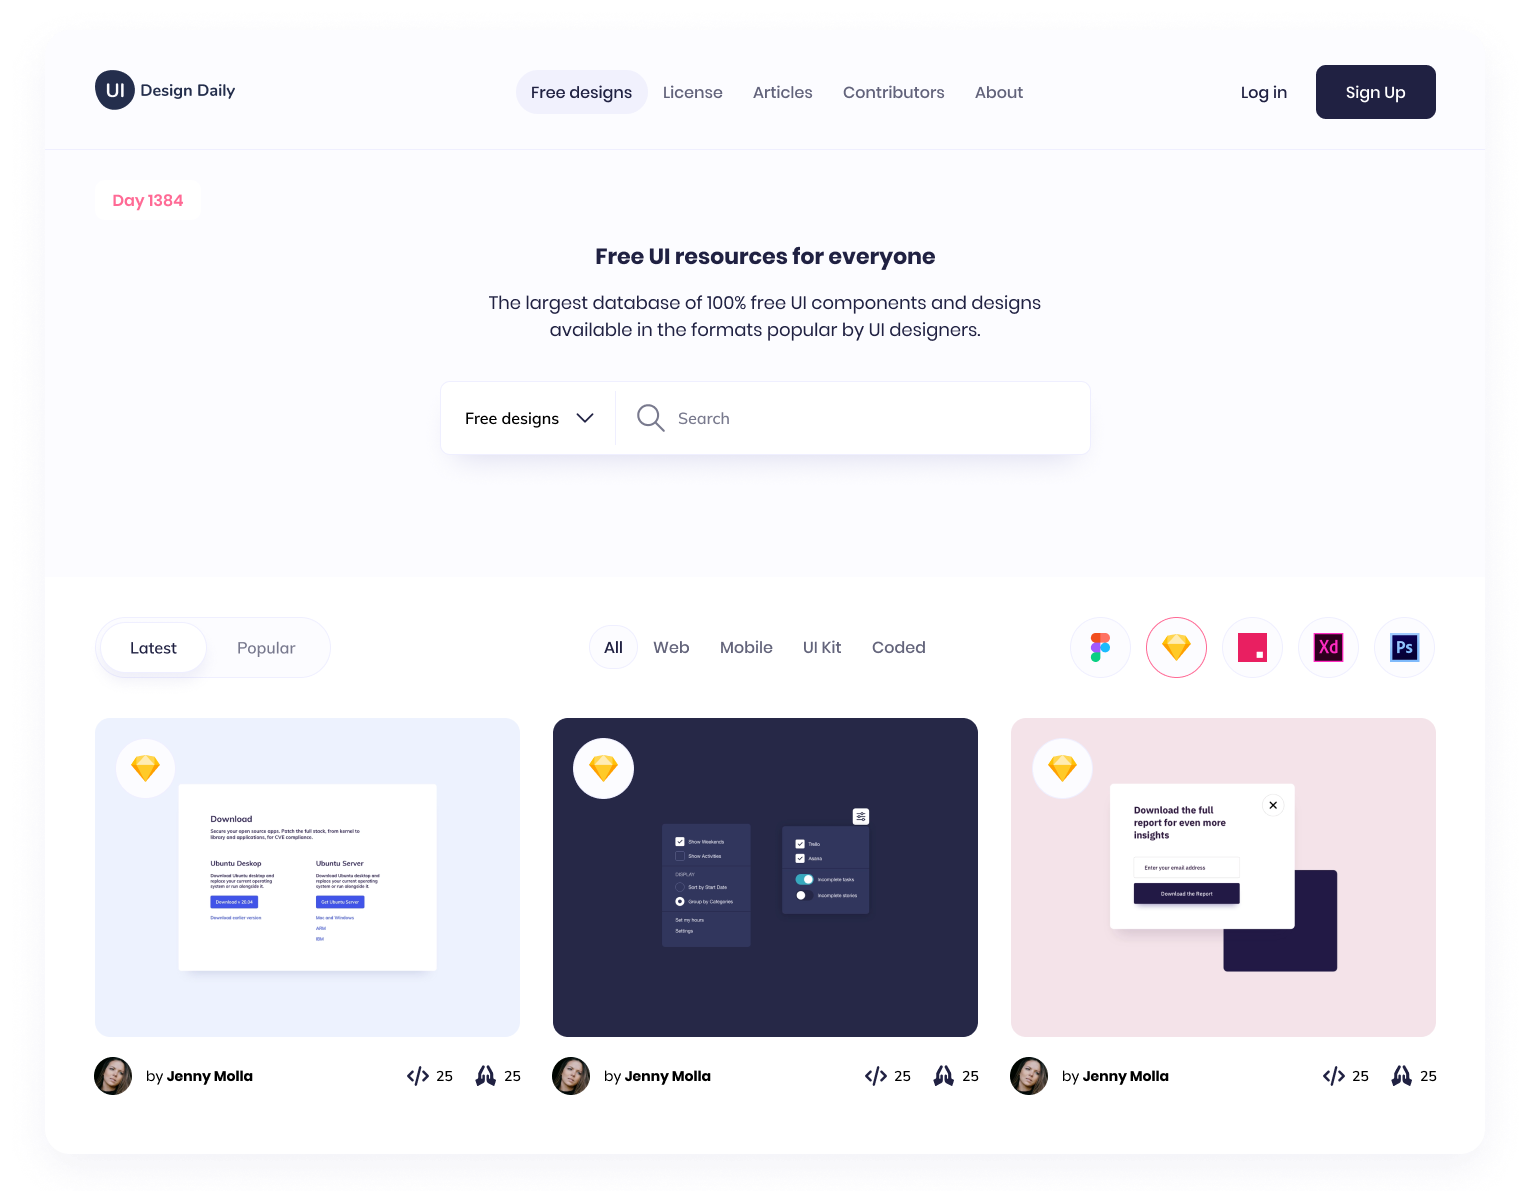 UI Design Daily
Free designs
License
Articles
Contributors
About
Log in
Sign Up
Day 1384
Free UI resources for everyone
The largest database of 100% free UI components and designs
available in the formats popular by UI designers.
Free designs
Search
Latest
Popular
All
Web
Mobile
UI Kit
Coded
Xd
Ps
Download
Secure your open source apps. Patch the full stack, from kernel to
library and applications, for CVE compliance.
Ubuntu Deskop
Download Ubuntu desktop and
replace your current operating
system or run alongside it.
Download v 20.04
Download earlier version
Ubuntu Server
Download Ubuntu desktop and
replace your current operating
system or run alongside it.
Get Ubuntu Server
Mac and Windows
ARM
IBM
Show Weekends
Show Activities
DISPLAY
Sort by Start Date
Group by Categories
Set my hours
Settings
Trello
Asana
Incomplete tasks
Incomplete stories
Download the full
report for even more
insights
Enter your email address
Download the Report
by Jenny Molla
25
25
by Jenny Molla
25
25
by Jenny Molla
25
25